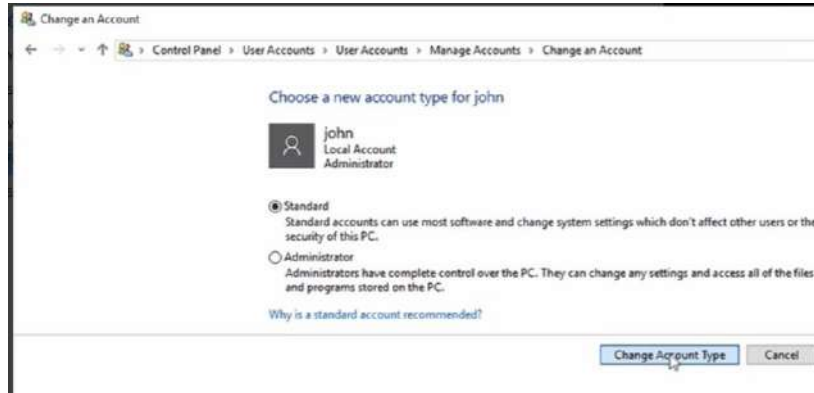 Change an Account
Control Panel > User Accounts > User Accounts > Manage Accounts > Change an Account
Choose a new account type for john
john
Local Account
Administrator
Standard
Standard accounts can use most software and change system settings which don't affect other users or the
security of this PC.
Administrator
Administrators have complete control over the PC. They can change any settings and access all of the files
and programs stored on the PC.
Why is a standard account recommended?
Change Account Type Cancel